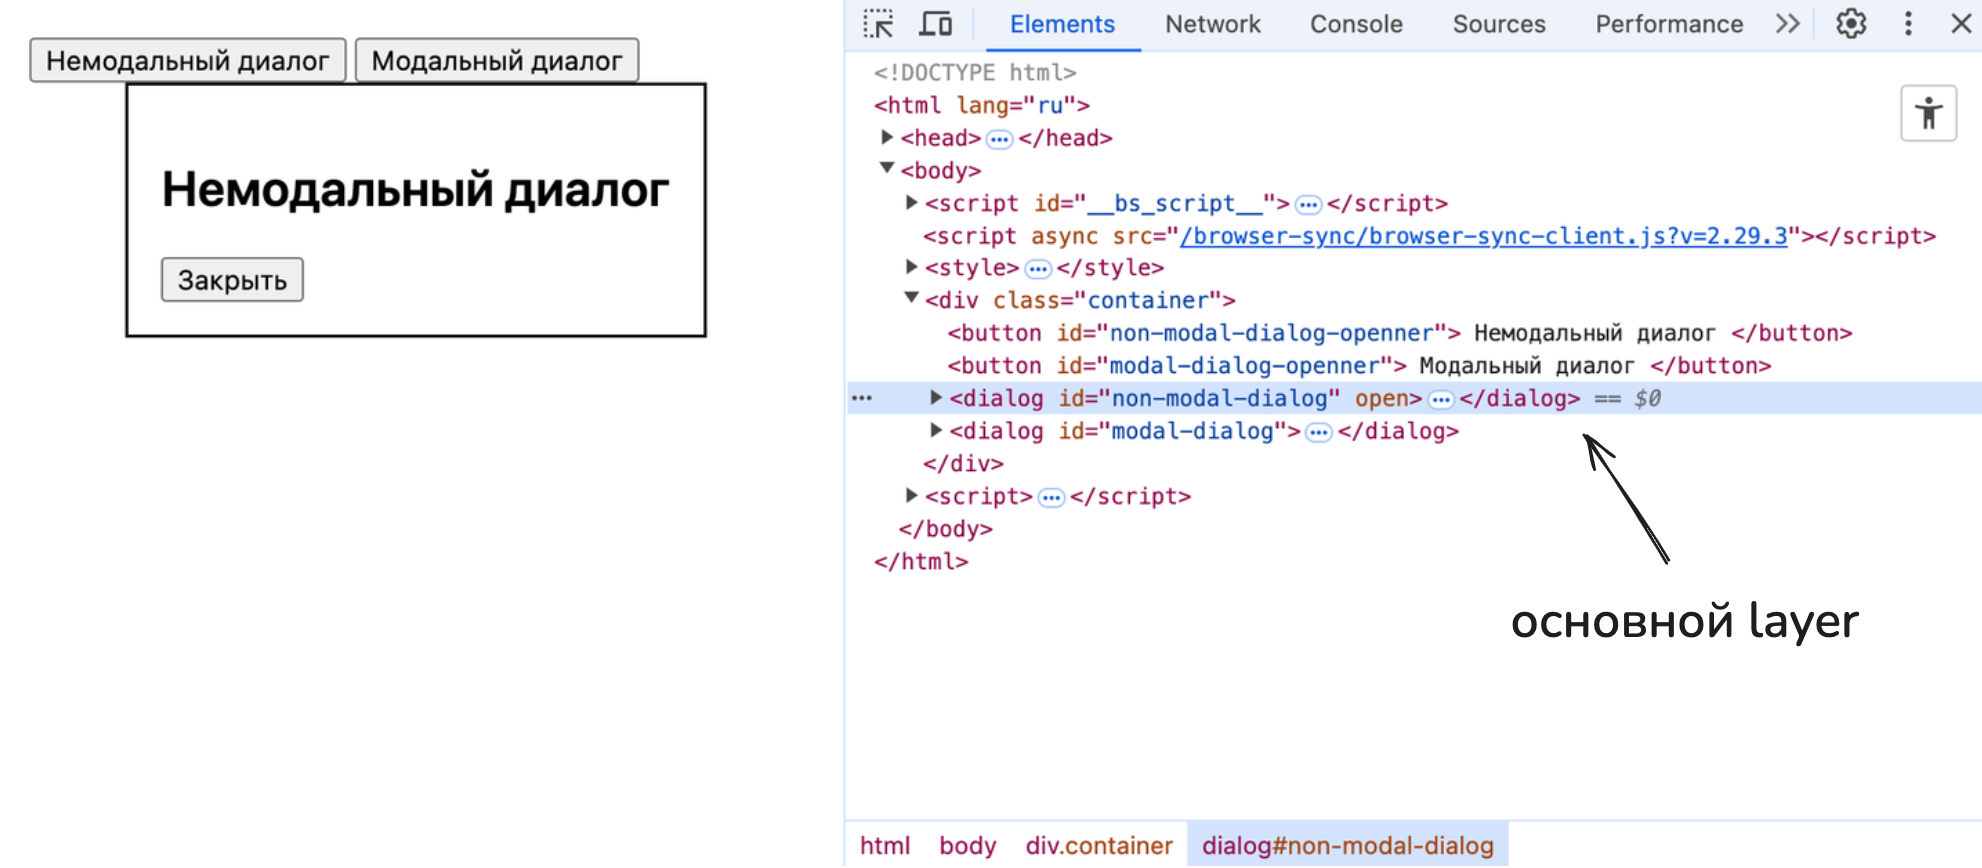 Немодальный диалог Модальный диалог
Немодальный диалог
Закрыть
Elements Network Console Sources Performance
<!DOCTYPE html>
<html lang="ru">
<head> ⋯ </head>
<body>
<script id="__bs_script__"> ⋯ </script>
<script async src="/browser-sync/browser-sync-client.js?v=2.29.3"></script>
<style> ⋯ </style>
<div class="container">
<button id="non-modal-dialog-openner"> Немодальный диалог </button>
<button id="modal-dialog-openner"> Модальный диалог </button>
<dialog id="non-modal-dialog" open> ⋯ </dialog> == $0
<dialog id="modal-dialog"> ⋯ </dialog>
</div>
<script> ⋯ </script>
</body>
</html>
основной layer
html body div.container dialog#non-modal-dialog